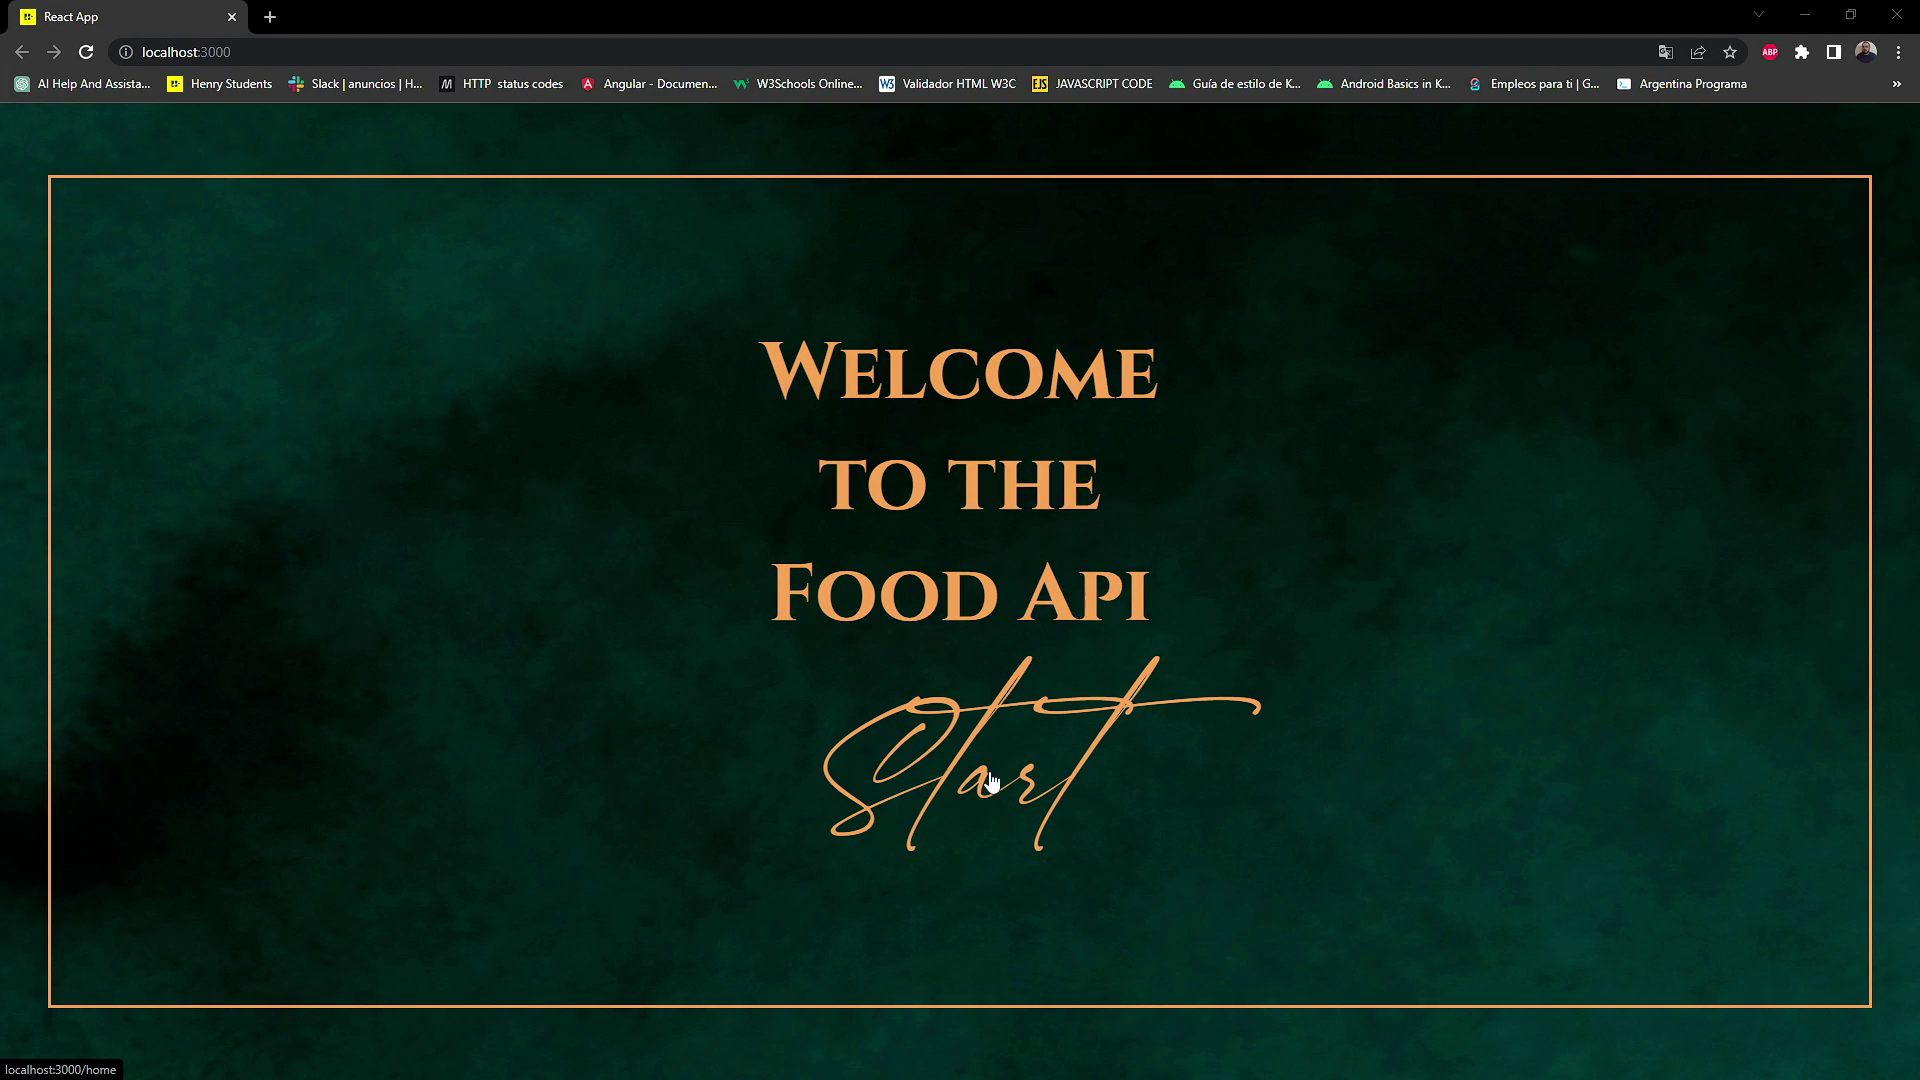 React App
localhost:3000
AI Help And Assista...
Henry Students
Slack | anuncios | H...
HTTP status codes
Angular - Documen...
W3Schools Online...
Validador HTML W3C
JAVASCRIPT CODE
Guía de estilo de K...
Android Basics in K...
Empleos para ti | G...
Argentina Programa
ABP
Welcome
to the
Food Api
Start
localhost:3000/home